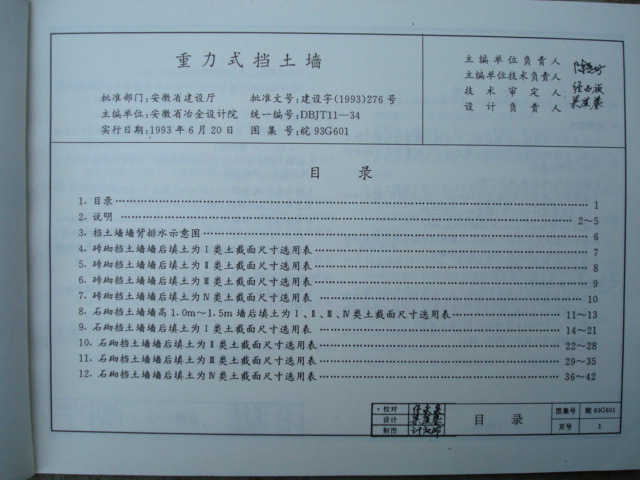 重力式挡土墙
批准部门:安徽省建设厅 批准文号:建设字(1993)276号
主编单位:安徽省冶金设计院 统一编号:DBJT11—34
实行日期:1993年6月20日 图集号:皖93G601
主编单位负责人
主编单位技术负责人
技术审定人
设计负责人
目 录
1. 目录 1
2. 说明 2~5
3. 挡土墙墙臂排水示意图 6
4. 砖砌挡土墙墙后填土为Ⅰ类土截面尺寸选用表 7
5. 砖砌挡土墙墙后填土为Ⅱ类土截面尺寸选用表 8
6. 砖砌挡土墙墙后填土为Ⅲ类土截面尺寸选用表 9
7. 砖砌挡土墙墙后填土为Ⅳ类土截面尺寸选用表 10
8. 石砌挡土墙墙高1.0m~1.5m墙后填土为Ⅰ、Ⅱ、Ⅲ、Ⅳ类土截面尺寸选用表 11~13
9. 石砌挡土墙墙后填土为Ⅰ类土截面尺寸选用表 14~21
10. 石砌挡土墙墙后填土为Ⅱ类土截面尺寸选用表 22~28
11. 石砌挡土墙墙后填土为Ⅲ类土截面尺寸选用表 29~35
12. 石砌挡土墙墙后填土为Ⅳ类土截面尺寸选用表 36~42
校对
设计
制图
目 录
图集号 皖93G601
页号 1